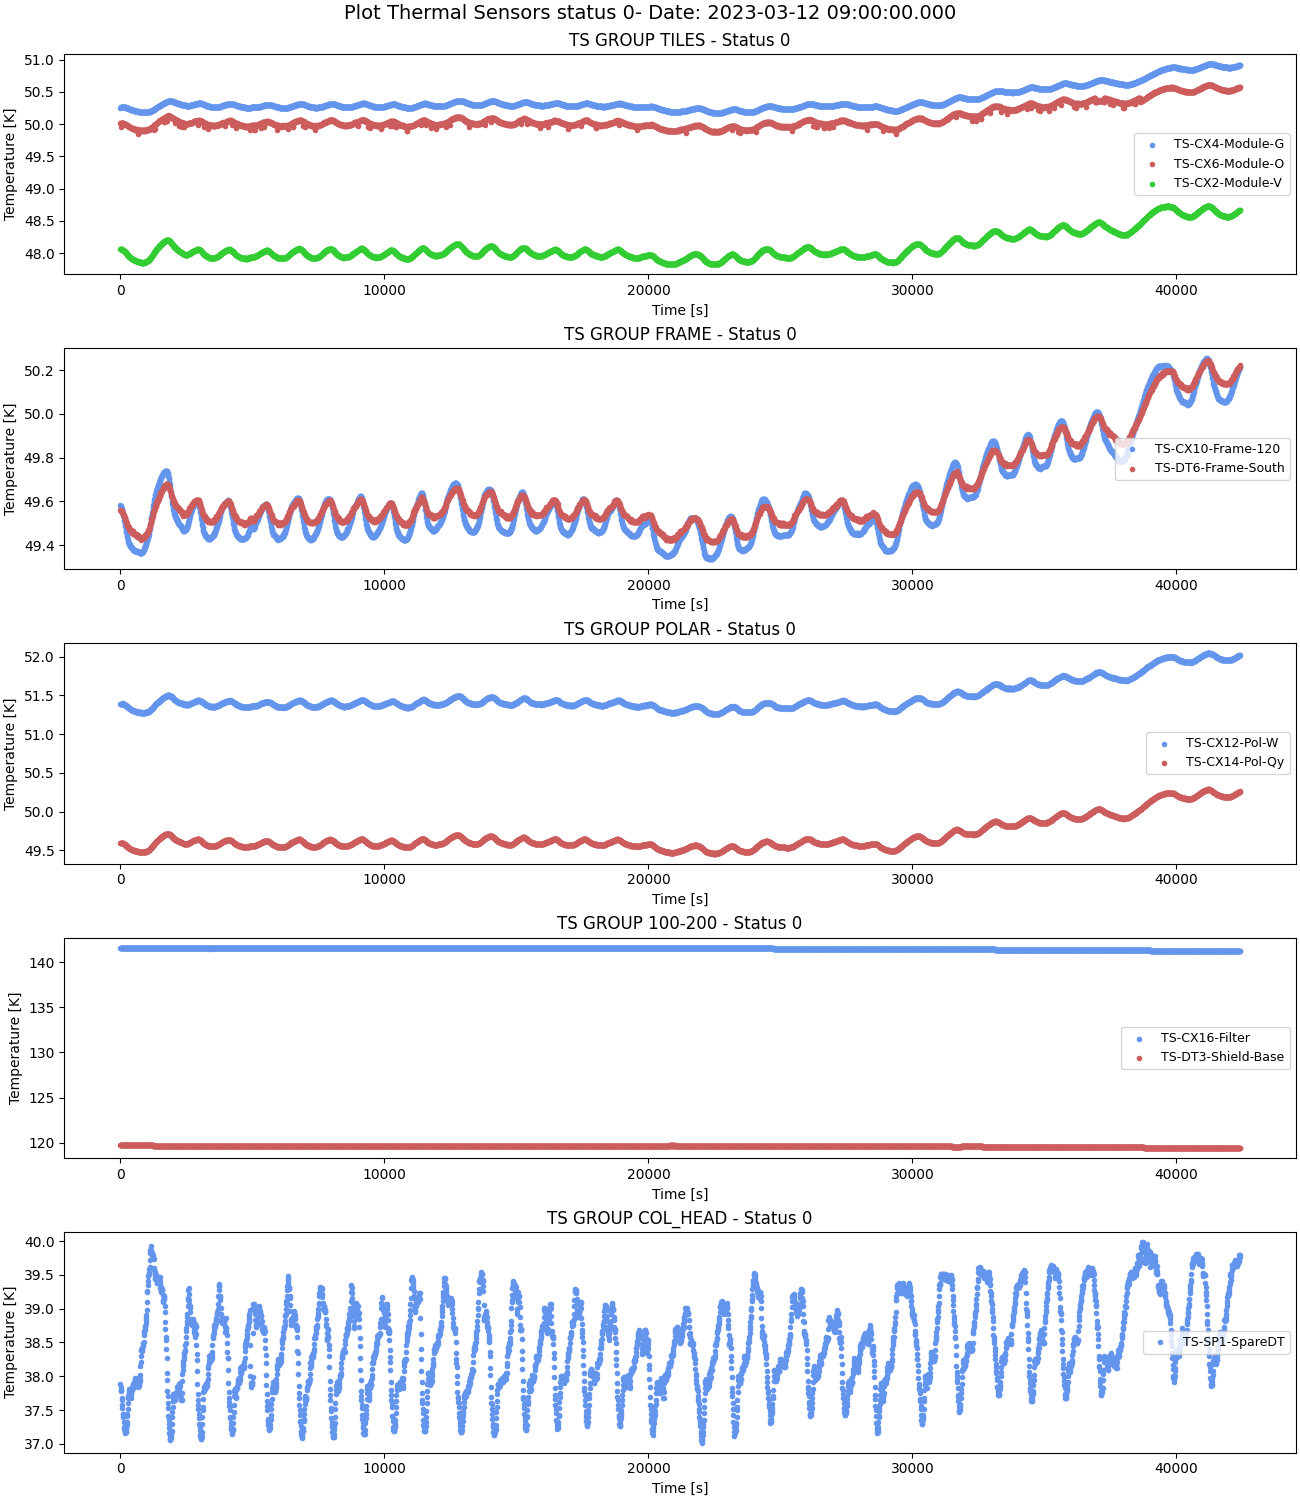 Plot Thermal Sensors status 0- Date: 2023-03-12 09:00:00.000
TS GROUP TILES - Status 0
Temperature [K]
51.0
50.5
50.0
49.5
49.0
48.5
48.0
TS-CX4-Module-G
TS-CX6-Module-O
TS-CX2-Module-V
0 10000 20000 30000 40000
Time [s]
TS GROUP FRAME - Status 0
Temperature [K]
50.2
50.0
49.8
49.6
49.4
TS-CX10-Frame-120
TS-DT6-Frame-South
0 10000 20000 30000 40000
Time [s]
TS GROUP POLAR - Status 0
Temperature [K]
52.0
51.5
51.0
50.5
50.0
49.5
TS-CX12-Pol-W
TS-CX14-Pol-Qy
0 10000 20000 30000 40000
Time [s]
TS GROUP 100-200 - Status 0
Temperature [K]
140
135
130
125
120
TS-CX16-Filter
TS-DT3-Shield-Base
0 10000 20000 30000 40000
Time [s]
TS GROUP COL_HEAD - Status 0
Temperature [K]
40.0
39.5
39.0
38.5
38.0
37.5
37.0
TS-SP1-SpareDT
0 10000 20000 30000 40000
Time [s]